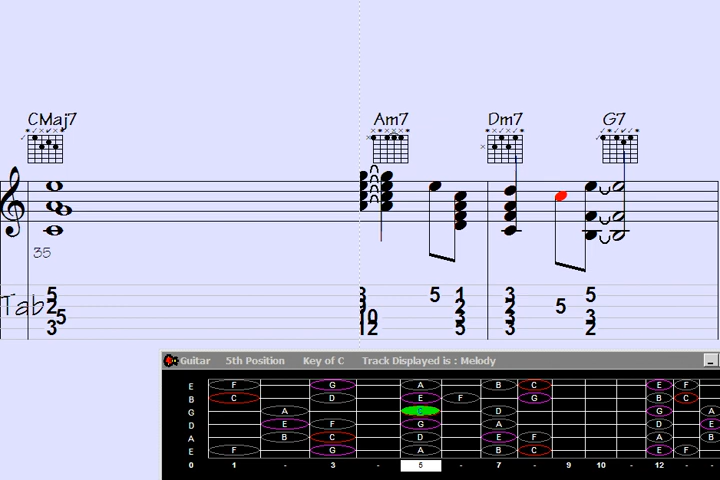 CMaj7 Am7 Dm7 G7
35
5 3 5 1 3 5
2 2 2 5
5 10 3 3 3
3 12 5 3 2
Tab
Guitar 5th Position Key of C Track Displayed is : Melody
E F G A B C E F
B C D E F G B C
G A D G A
D E F G A D E
A B C D E F A B
E F G A B C E F
0 1 - 3 - 5 - 7 - 9 10 - 12 - -